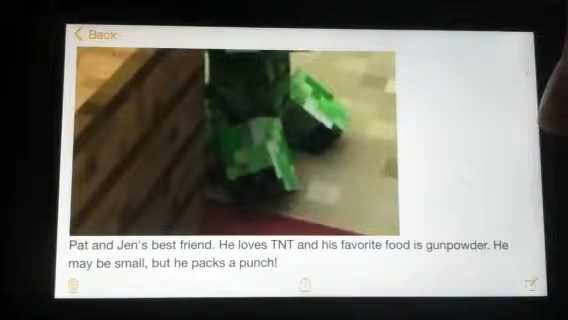 Back
Pat and Jen's best friend. He loves TNT and his favorite food is gunpowder. He
may be small, but he packs a punch!